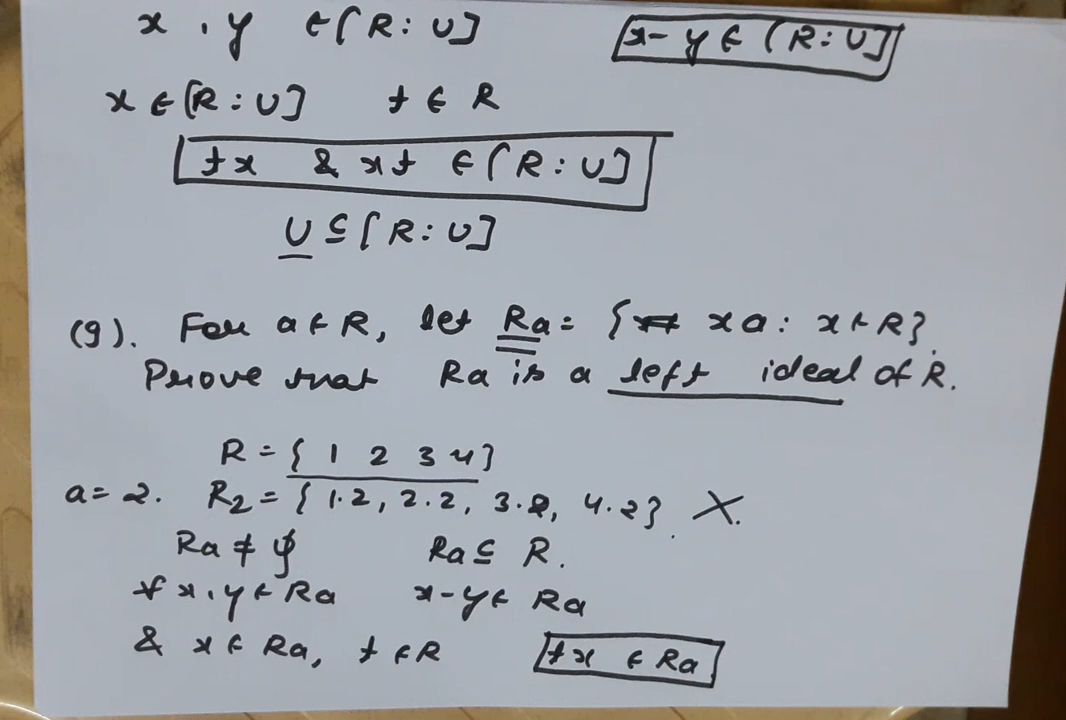 x, y ∈ [R:U] x-y ∈ [R:U]
x ∈ [R:U] t ∈ R
tx & xt ∈ [R:U]
U ⊆ [R:U]
(9). For a ∈ R, let Ra = { xa : x ∈ R}.
Prove that Ra is a left ideal of R.
R = { 1 2 3 4}
a = 2. R2 = { 1.2, 2.2, 3.2, 4.2} X.
Ra ≠ φ Ra ⊆ R.
∀ x, y ∈ Ra x-y ∈ Ra
& x ∈ Ra, t ∈ R tx ∈ Ra